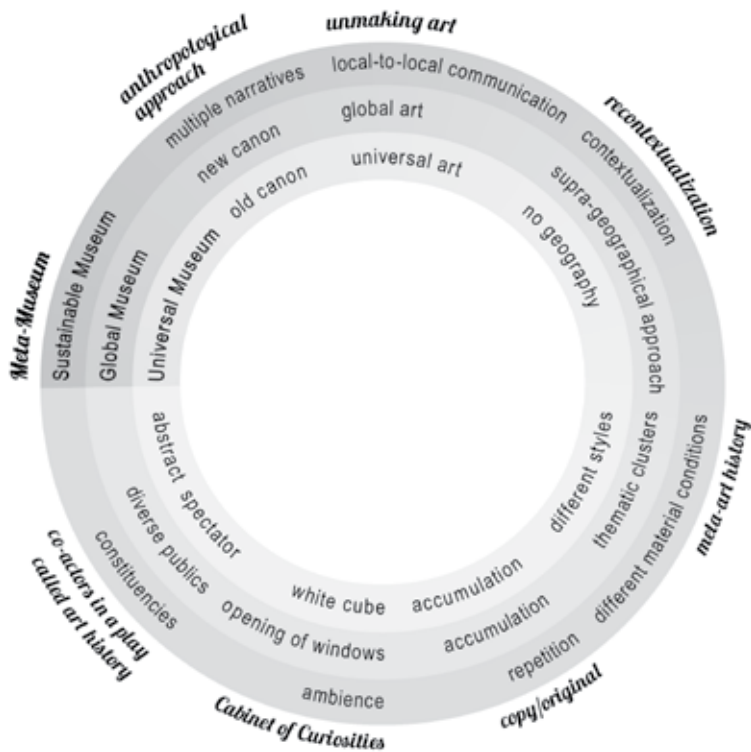 unmaking art
anthropological
approach
recontextualization
meta-art history
copy/original
Cabinet of Curiosities
co-actors in a play
called art history
Meta-Museum
Sustainable Museum
multiple narratives
local-to-local communication
contextualization
different material conditions
repetition
ambience
constituencies
Global Museum
new canon
global art
supra-geographical approach
thematic clusters
accumulation
opening of windows
diverse publics
Universal Museum
old canon
universal art
no geography
different styles
accumulation
white cube
abstract spectator